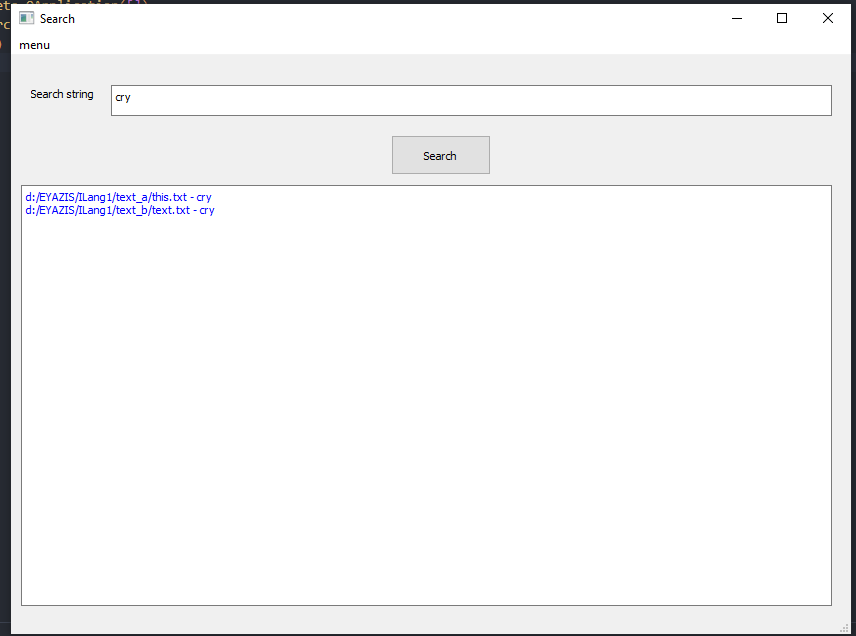 Search
menu
Search string
cry
Search
d:/EYAZIS/ILang1/text_a/this.txt - cry
d:/EYAZIS/ILang1/text_b/text.txt - cry